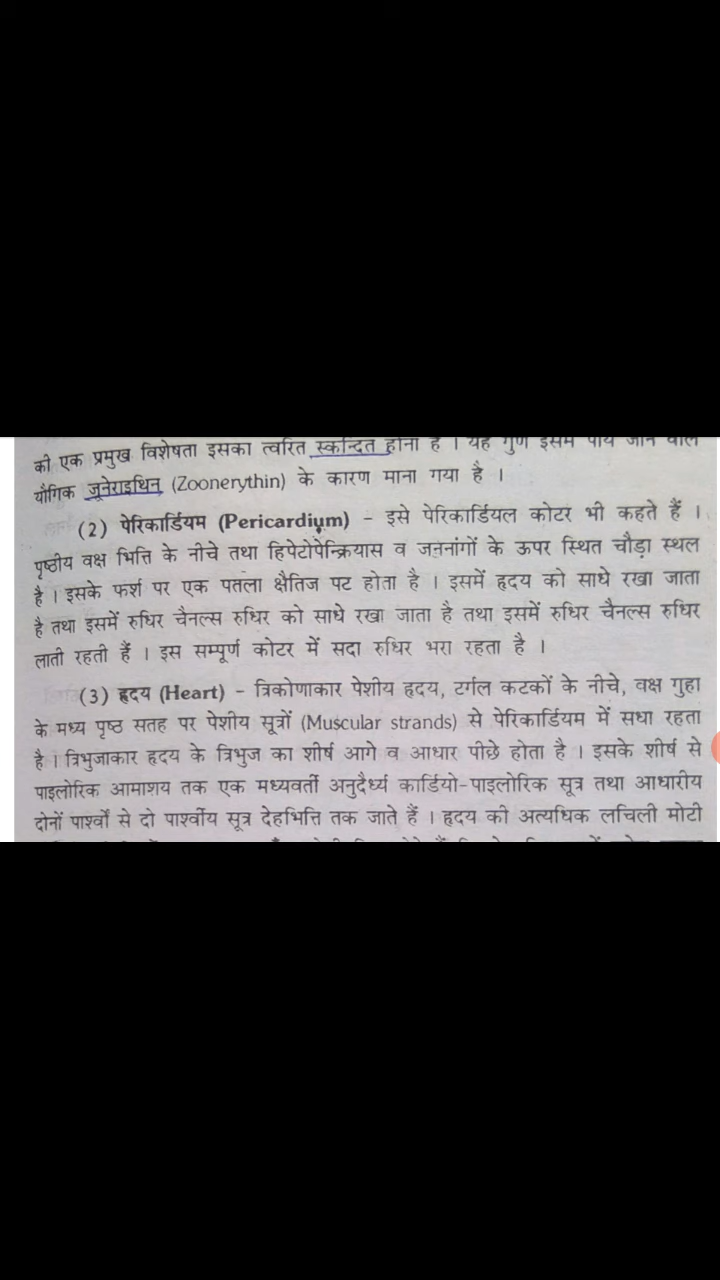 की एक प्रमुख विशेषता इसका त्वरित स्कन्दित होना है । यह गुण इसमें पाये जाने वाले
यौगिक जूनेराइथिन (Zoonerythin) के कारण माना गया है ।
(2) पेरिकार्डियम (Pericardium) – इसे पेरिकार्डियल कोटर भी कहते हैं ।
पृष्ठीय वक्ष भित्ति के नीचे तथा हिपेटोपेन्क्रियास व जननांगों के ऊपर स्थित चौड़ा स्थल
है । इसके फर्श पर एक पतला क्षैतिज पट होता है । इसमें हृदय को साधे रखा जाता
है तथा इसमें रुधिर चैनल्स रुधिर को साधे रखा जाता है तथा इसमें रुधिर चैनल्स रुधिर
लाती रहती हैं । इस सम्पूर्ण कोटर में सदा रुधिर भरा रहता है ।
(3) हृदय (Heart) – त्रिकोणाकार पेशीय हृदय, टर्गल कटकों के नीचे, वक्ष गुहा
के मध्य पृष्ठ सतह पर पेशीय सूत्रों (Muscular strands) से पेरिकार्डियम में सधा रहता
है । त्रिभुजाकार हृदय के त्रिभुज का शीर्ष आगे व आधार पीछे होता है । इसके शीर्ष से
पाइलोरिक आमाशय तक एक मध्यवर्ती अनुदैर्ध्य कार्डियो-पाइलोरिक सूत्र तथा आधारीय
दोनों पार्श्वों से दो पार्श्वीय सूत्र देहभित्ति तक जाते हैं । हृदय की अत्यधिक लचिली मोटी